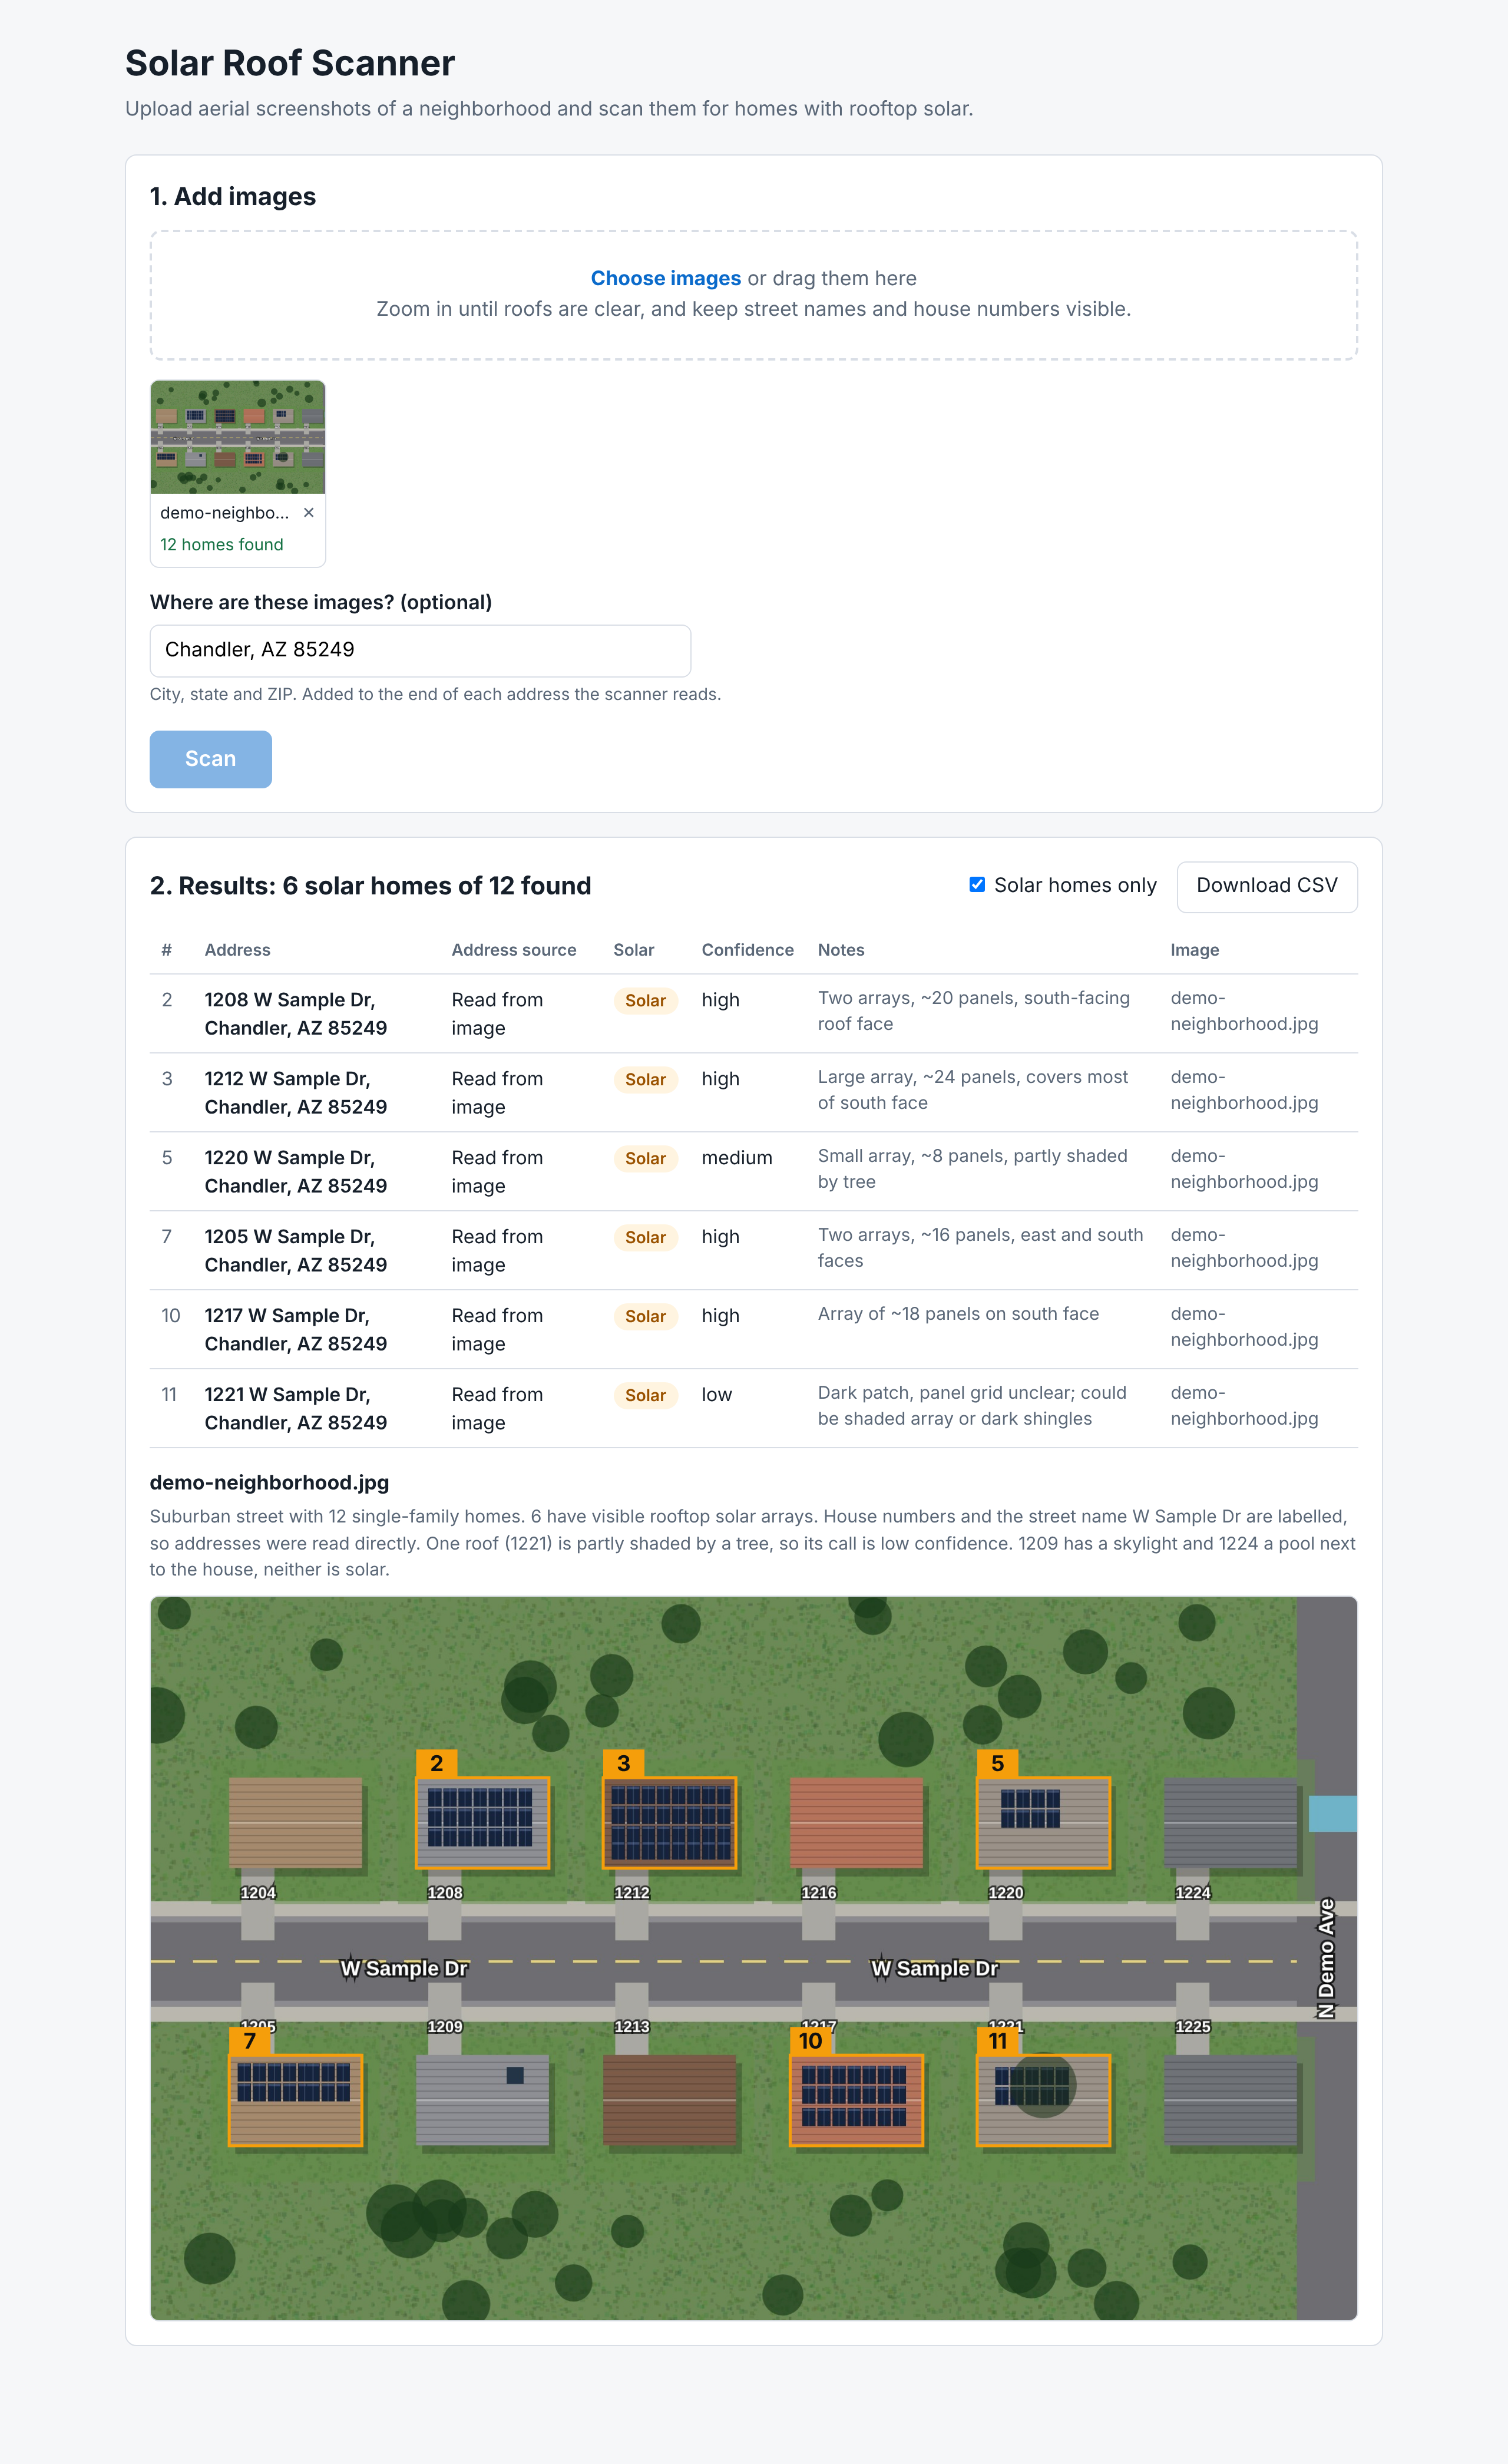 Solar Roof Scanner
Upload aerial screenshots of a neighborhood and scan them for homes with rooftop solar.
1. Add images
Choose images or drag them here
Zoom in until roofs are clear, and keep street names and house numbers visible.
demo-neighbo... ×
12 homes found
Where are these images? (optional)
Chandler, AZ 85249
City, state and ZIP. Added to the end of each address the scanner reads.
Scan
2. Results: 6 solar homes of 12 found
Solar homes only
Download CSV
# Address Address source Solar Confidence Notes Image
2 1208 W Sample Dr, Read from Solar high Two arrays, ~20 panels, south-facing demo-
Chandler, AZ 85249 image roof face neighborhood.jpg
3 1212 W Sample Dr, Read from Solar high Large array, ~24 panels, covers most demo-
Chandler, AZ 85249 image of south face neighborhood.jpg
5 1220 W Sample Dr, Read from Solar medium Small array, ~8 panels, partly shaded demo-
Chandler, AZ 85249 image by tree neighborhood.jpg
7 1205 W Sample Dr, Read from Solar high Two arrays, ~16 panels, east and south demo-
Chandler, AZ 85249 image faces neighborhood.jpg
10 1217 W Sample Dr, Read from Solar high Array of ~18 panels on south face demo-
Chandler, AZ 85249 image neighborhood.jpg
11 1221 W Sample Dr, Read from Solar low Dark patch, panel grid unclear; could demo-
Chandler, AZ 85249 image be shaded array or dark shingles neighborhood.jpg
demo-neighborhood.jpg
Suburban street with 12 single-family homes. 6 have visible rooftop solar arrays. House numbers and the street name W Sample Dr are labelled,
so addresses were read directly. One roof (1221) is partly shaded by a tree, so its call is low confidence. 1209 has a skylight and 1224 a pool next
to the house, neither is solar.
2 3 5
1204 1208 1212 1216 1220 1224
W Sample Dr W Sample Dr
N Demo Ave
1205 1209 1213 1217 1221 1225
7 10 11